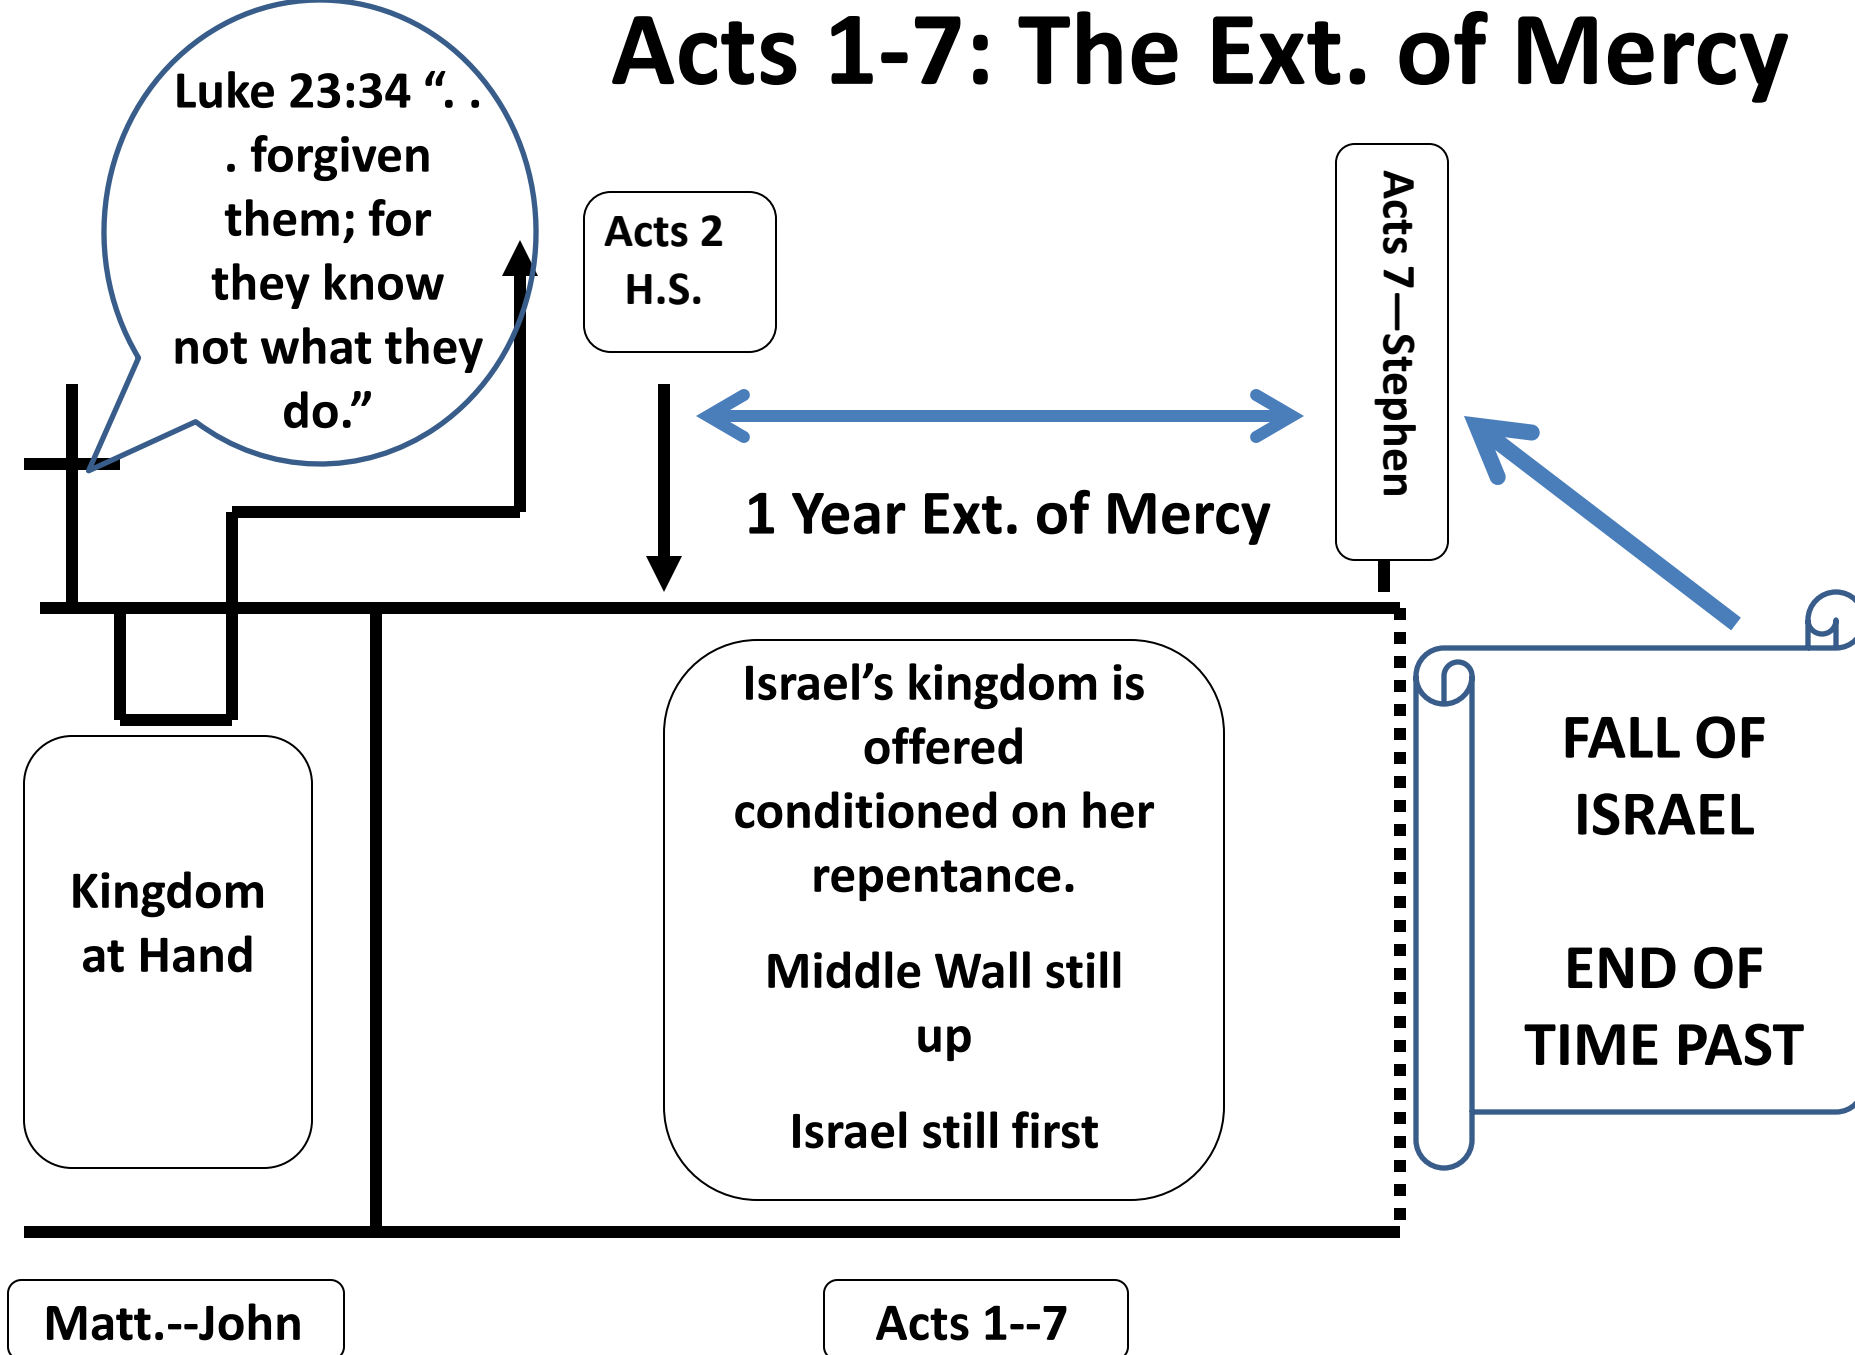 Acts 1-7: The Ext. of Mercy
Luke 23:34 “. .
. forgiven
them; for
they know
not what they
do.”
Acts 2
H.S.
Acts 7—Stephen
1 Year Ext. of Mercy
Israel’s kingdom is
offered
conditioned on her
repentance.
Middle Wall still
up
Israel still first
Kingdom
at Hand
FALL OF
ISRAEL
END OF
TIME PAST
Matt.--John
Acts 1--7